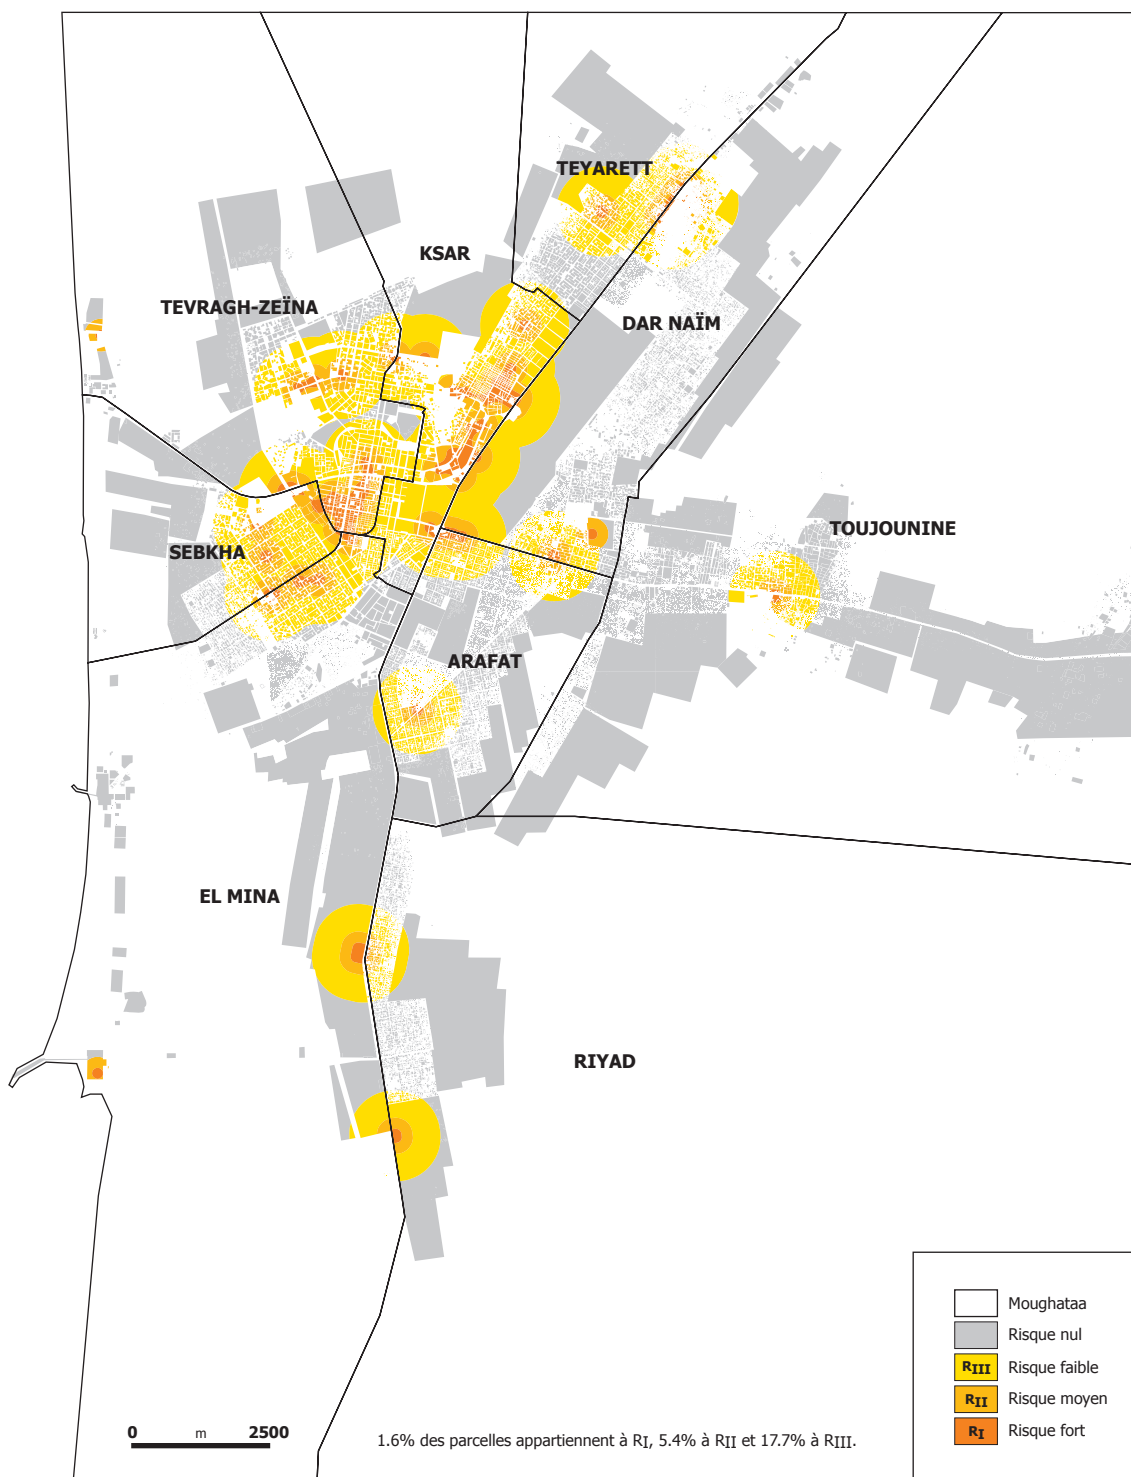 TEYARETT
KSAR
TEVRAGH-ZEÏNA
DAR NAÏM
TOUJOUNINE
SEBKHA
ARAFAT
EL MINA
RIYAD
Moughataa
Risque nul
RIII Risque faible
RII Risque moyen
RI Risque fort
0 m 2500
1.6% des parcelles appartiennent à RI, 5.4% à RII et 17.7% à RIII.